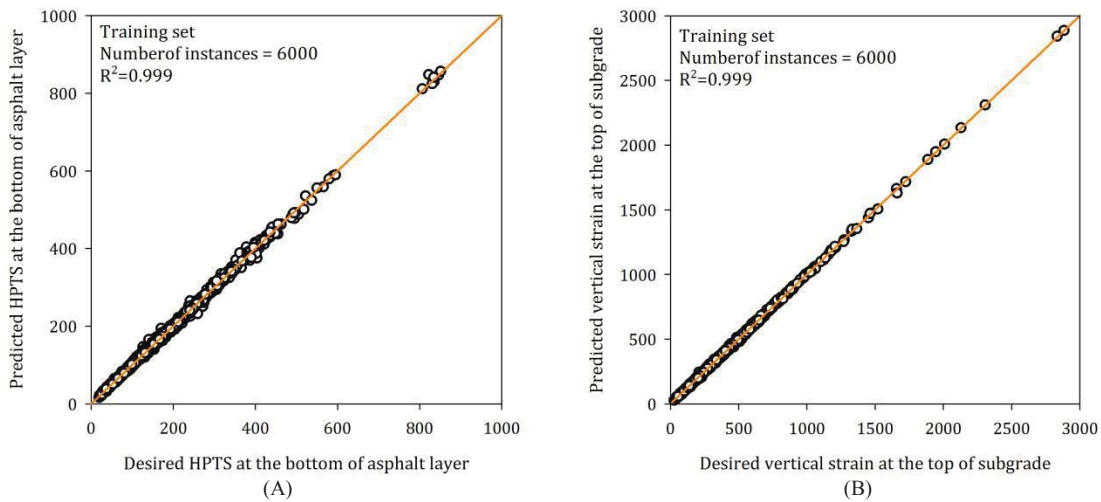 Training set
Numberof instances = 6000
R²=0.999
1000
800
600
400
200
0
0 200 400 600 800 1000
Predicted HPTS at the bottom of asphalt layer
Desired HPTS at the bottom of asphalt layer
(A)
Training set
Numberof instances = 6000
R²=0.999
3000
2500
2000
1500
1000
500
0
0 500 1000 1500 2000 2500 3000
Predicted vertical strain at the top of subgrade
Desired vertical strain at the top of subgrade
(B)